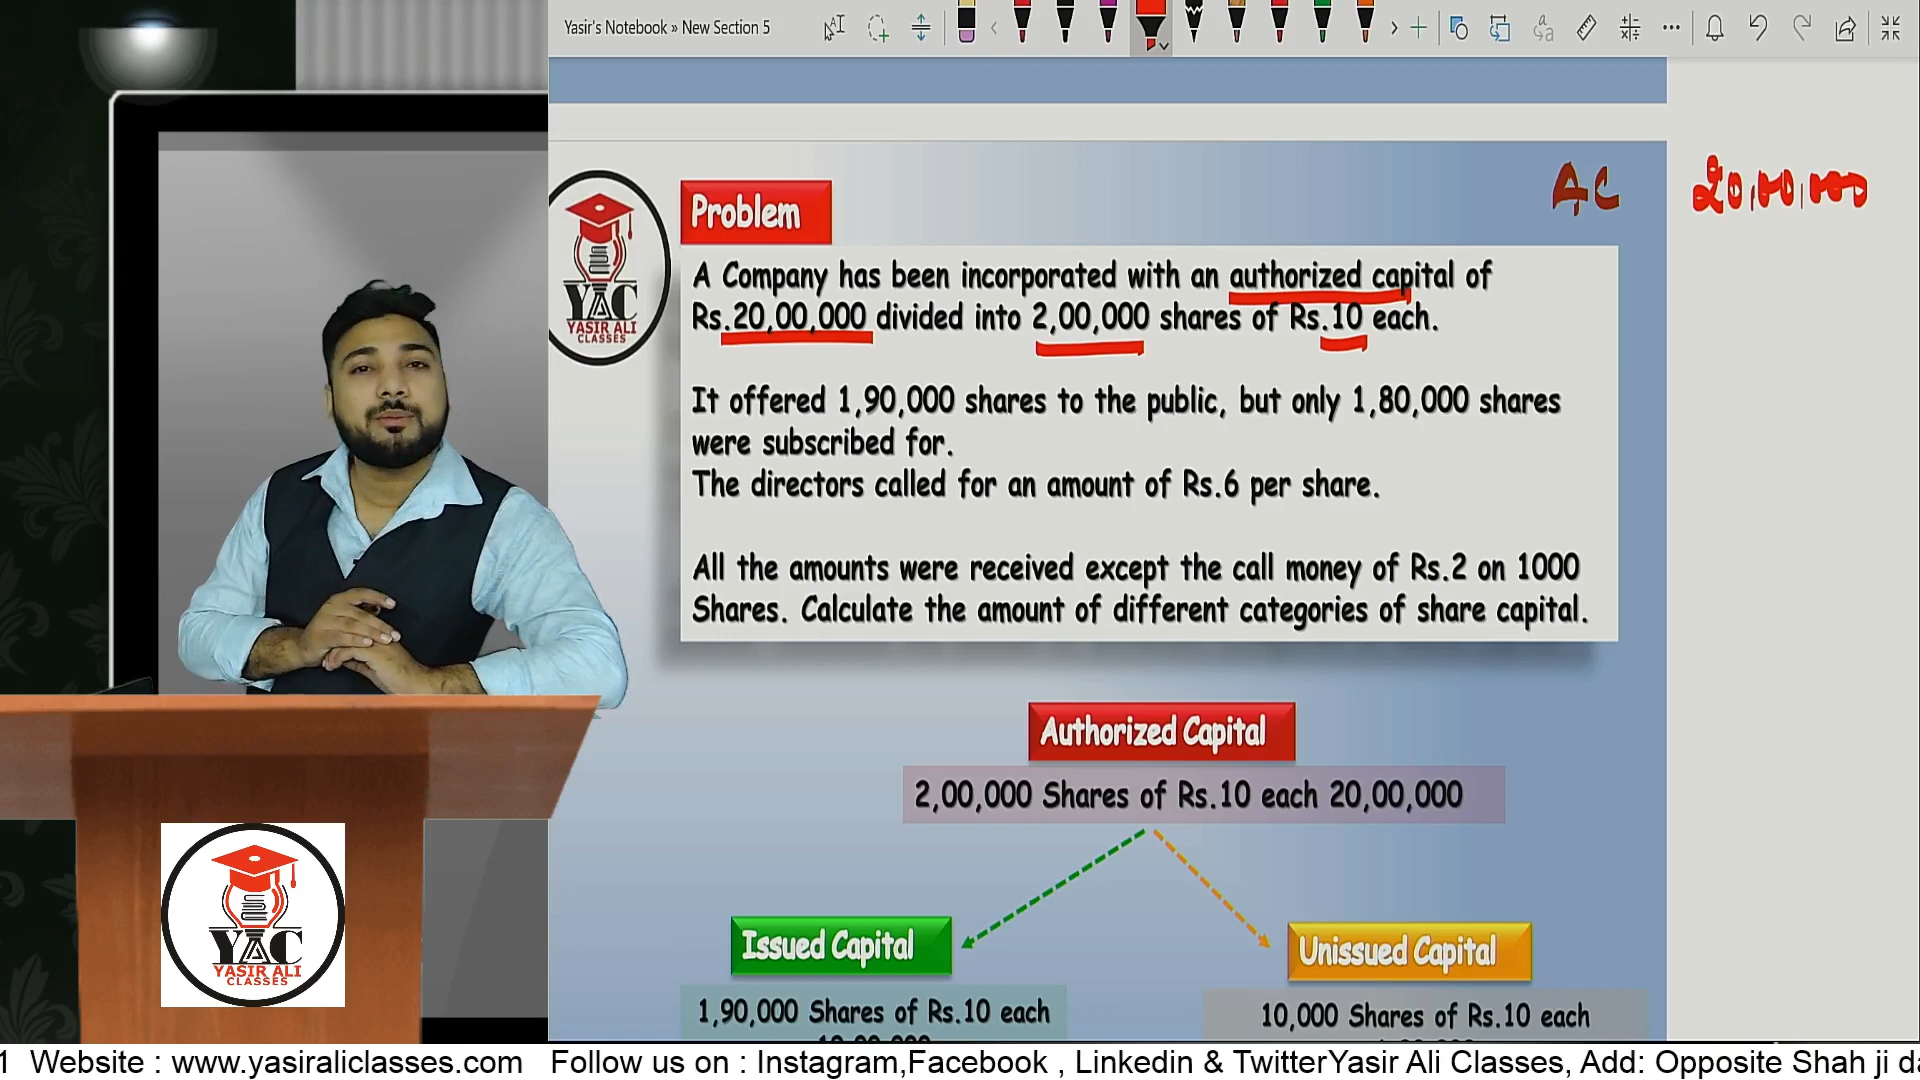 Yasir's Notebook » New Section 5
AC 20,00,000
Problem
A Company has been incorporated with an authorized capital of
Rs.20,00,000 divided into 2,00,000 shares of Rs.10 each.
It offered 1,90,000 shares to the public, but only 1,80,000 shares
were subscribed for.
The directors called for an amount of Rs.6 per share.
All the amounts were received except the call money of Rs.2 on 1000
Shares. Calculate the amount of different categories of share capital.
YAC
YASIR ALI
CLASSES
Authorized Capital
2,00,000 Shares of Rs.10 each 20,00,000
Issued Capital
Unissued Capital
1,90,000 Shares of Rs.10 each
10,000 Shares of Rs.10 each
YAC
YASIR ALI
CLASSES
1 Website : www.yasiraliclasses.com Follow us on : Instagram,Facebook , Linkedin & TwitterYasir Ali Classes, Add: Opposite Shah ji